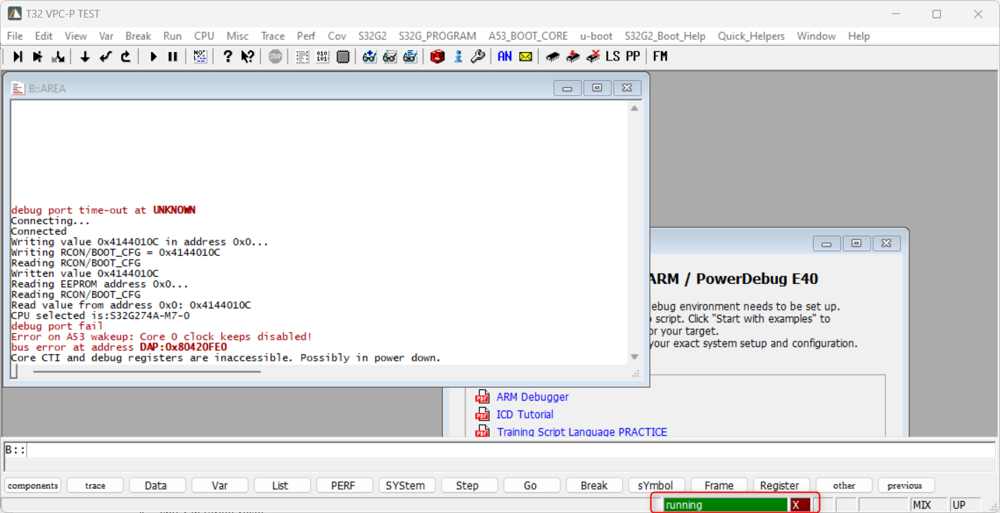 T32 VPC-P TEST
File Edit View Var Break Run CPU Misc Trace Perf Cov S32G2 S32G_PROGRAM A53_BOOT_CORE u-boot S32G2_Boot_Help Quick_Helpers Window Help
STOP AN LS PP FM
B::AREA
debug port time-out at UNKNOWN
Connecting...
Connected
Writing value 0x4144010C in address 0x0...
Writing RCON/BOOT_CFG = 0x4144010C
Reading RCON/BOOT_CFG
Written value 0x4144010C
Reading EEPROM address 0x0...
Reading RCON/BOOT_CFG
Read value from address 0x0: 0x4144010C
CPU selected is:S32G274A-M7-0
debug port fail
Error on A53 wakeup: Core 0 clock keeps disabled!
bus error at address DAP:0x80420FE0
Core CTI and debug registers are inaccessible. Possibly in power down.
ARM / PowerDebug E40
ebug environment needs to be set up.
script. Click "Start with examples" to
or your target.
your exact system setup and configuration.
PDF ARM Debugger
PDF ICD Tutorial
PDF Training Script Language PRACTICE
B::
components trace Data Var List PERF SYStem Step Go Break sYmbol Frame Register other previous
running X MIX UP